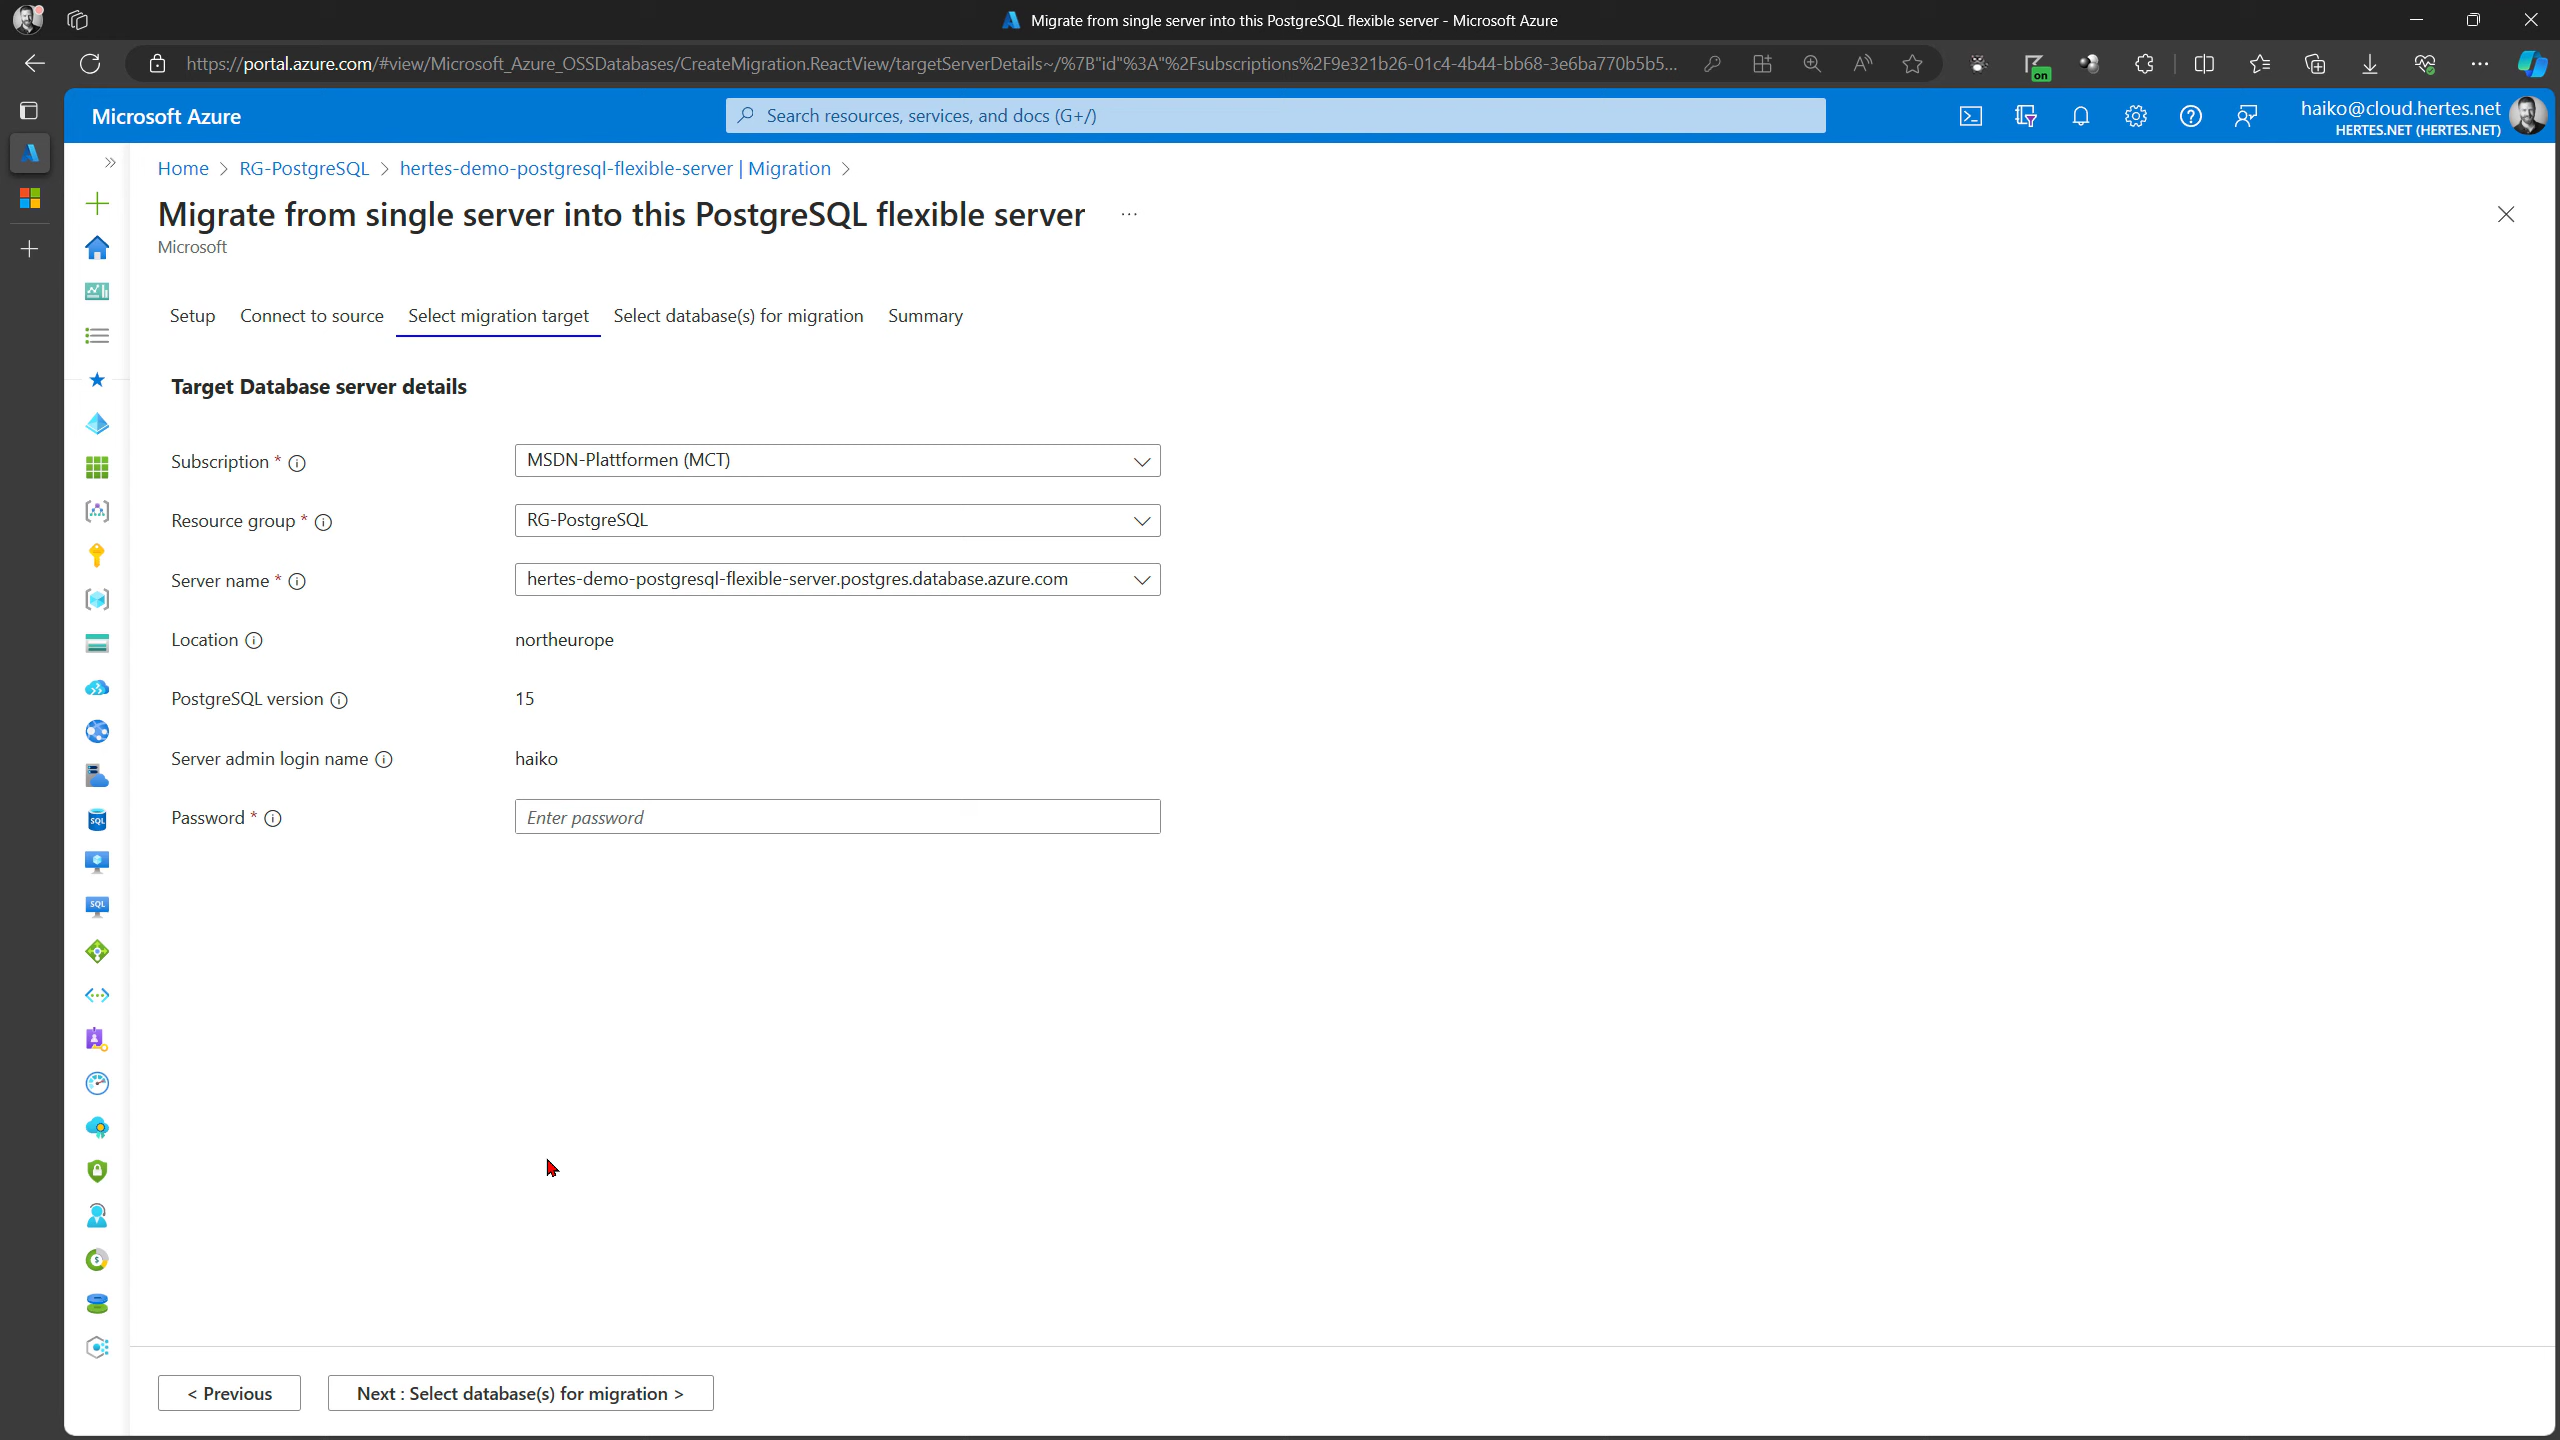 Migrate from single server into this PostgreSQL flexible server - Microsoft Azure
https://portal.azure.com/#view/Microsoft_Azure_OSSDatabases/CreateMigration.ReactView/targetServerDetails~/%7B"id"%3A"%2Fsubscriptions%2F9e321b26-01c4-4b44-bb68-3e6ba770b5b5...
on
Microsoft Azure
Search resources, services, and docs (G+/)
haiko@cloud.hertes.net
HERTES.NET (HERTES.NET)
Home > RG-PostgreSQL > hertes-demo-postgresql-flexible-server | Migration >
Migrate from single server into this PostgreSQL flexible server ...
Microsoft
Setup Connect to source Select migration target Select database(s) for migration Summary
Target Database server details
Subscription * MSDN-Plattformen (MCT)
Resource group * RG-PostgreSQL
Server name * hertes-demo-postgresql-flexible-server.postgres.database.azure.com
Location northeurope
PostgreSQL version 15
Server admin login name haiko
Password * Enter password
SQL
SQL
< Previous Next : Select database(s) for migration >